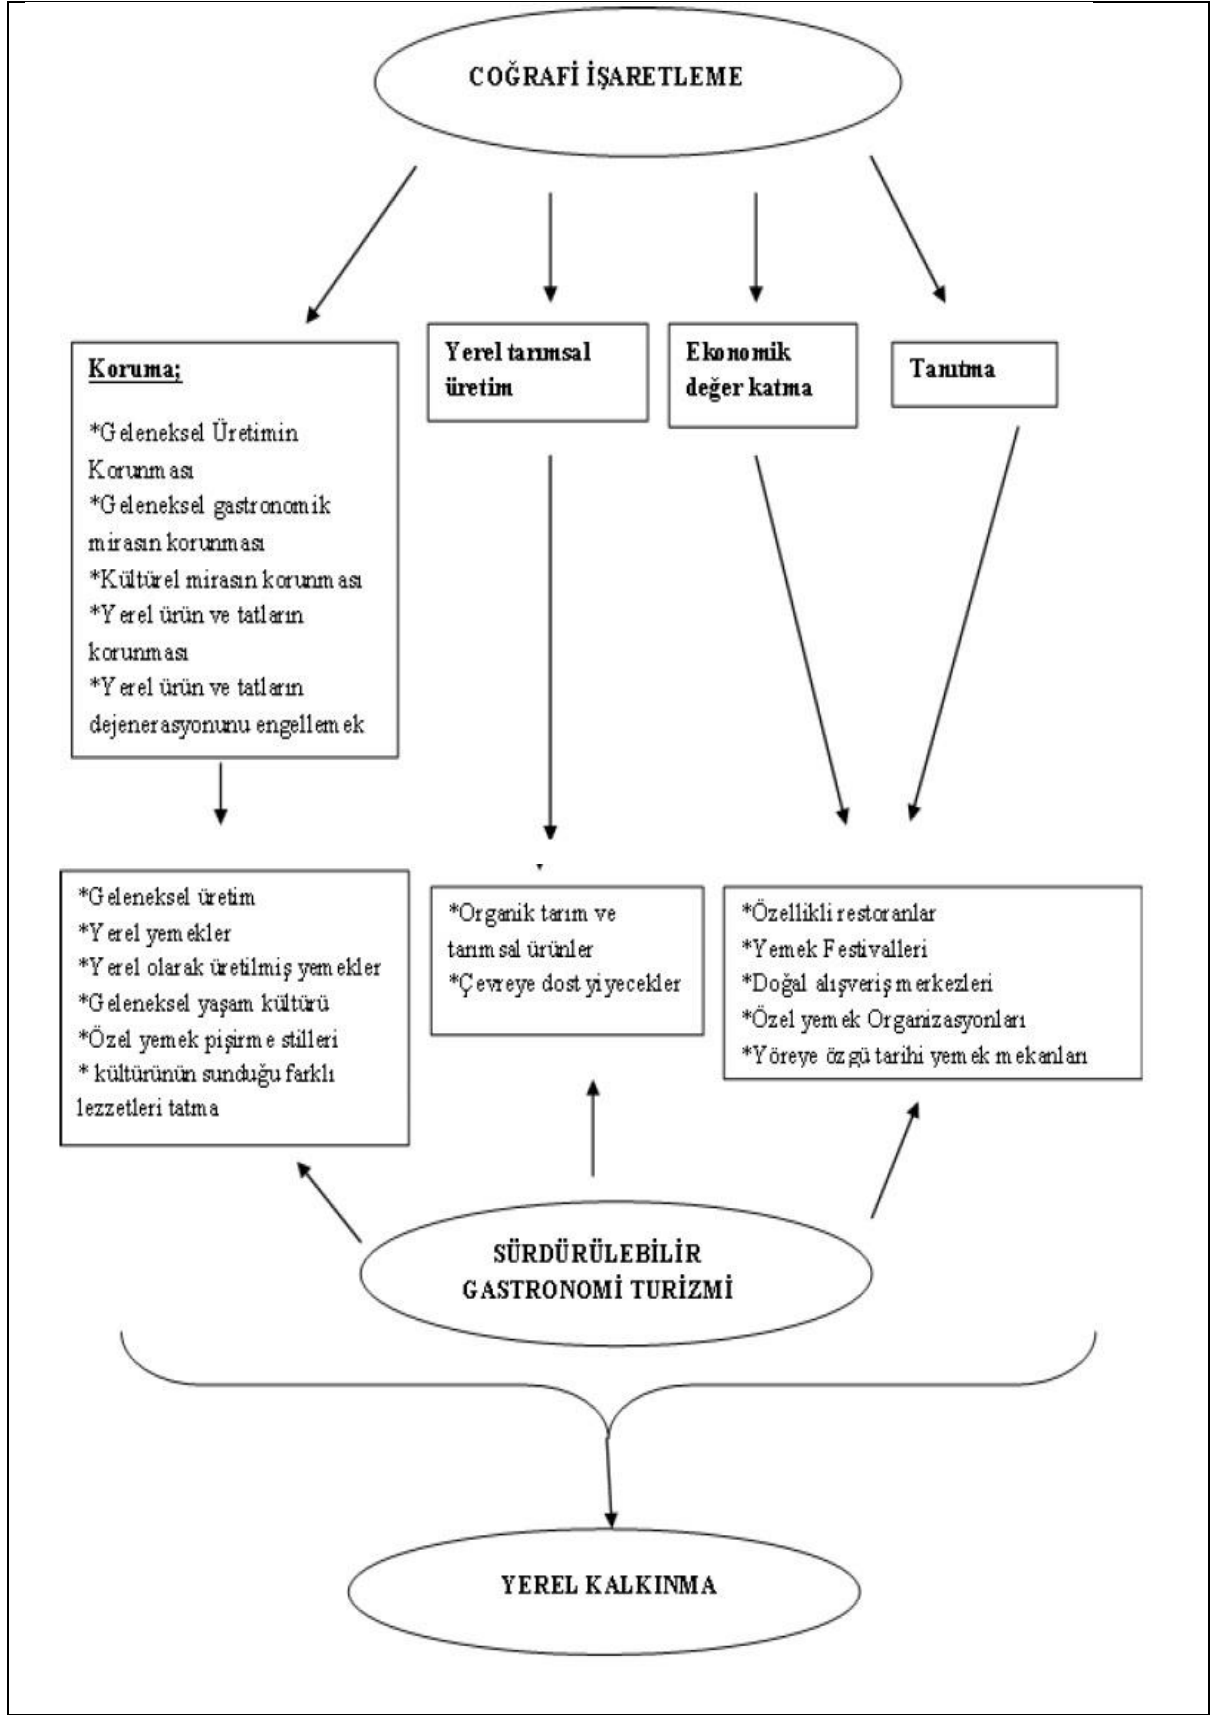 COĞRAFİ İŞARETLEME
Koruma;
*Geleneksel Üretimin
Korunması
*Geleneksel gastronomik
mirasın korunması
*Kültürel mirasın korunması
*Yerel ürün ve tatların
korunması
*Yerel ürün ve tatların
dejenerasyonunu engellemek
Yerel tarımsal
üretim
Ekonomik
değer katma
Tanıtma
*Geleneksel üretim
*Yerel yemekler
*Yerel olarak üretilmiş yemekler
*Geleneksel yaşam kültürü
*Özel yemek pişirme stilleri
* kültürünün sunduğu farklı
lezzetleri tatma
*Organik tarım ve
tarımsal ürünler
*Çevreye dost yiyecekler
*Özellikli restoranlar
*Yemek Festivalleri
*Doğal alışveriş merkezleri
*Özel yemek Organizasyonları
*Yöreye özgü tarihi yemek mekanları
SÜRDÜRÜLEBİLİR
GASTRONOMİ TURİZMİ
YEREL KALKINMA